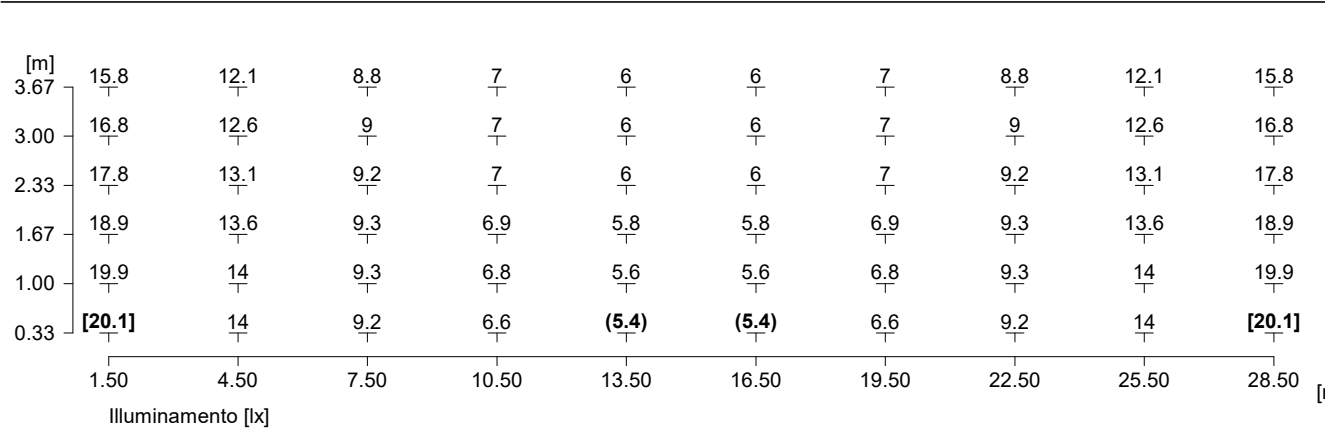 [m]
3.67 15.8 12.1 8.8 7 6 6 7 8.8 12.1 15.8
3.00 16.8 12.6 9 7 6 6 7 9 12.6 16.8
2.33 17.8 13.1 9.2 7 6 6 7 9.2 13.1 17.8
1.67 18.9 13.6 9.3 6.9 5.8 5.8 6.9 9.3 13.6 18.9
1.00 19.9 14 9.3 6.8 5.6 5.6 6.8 9.3 14 19.9
0.33 [20.1] 14 9.2 6.6 (5.4) (5.4) 6.6 9.2 14 [20.1]
1.50 4.50 7.50 10.50 13.50 16.50 19.50 22.50 25.50 28.50
Illuminamento [lx]